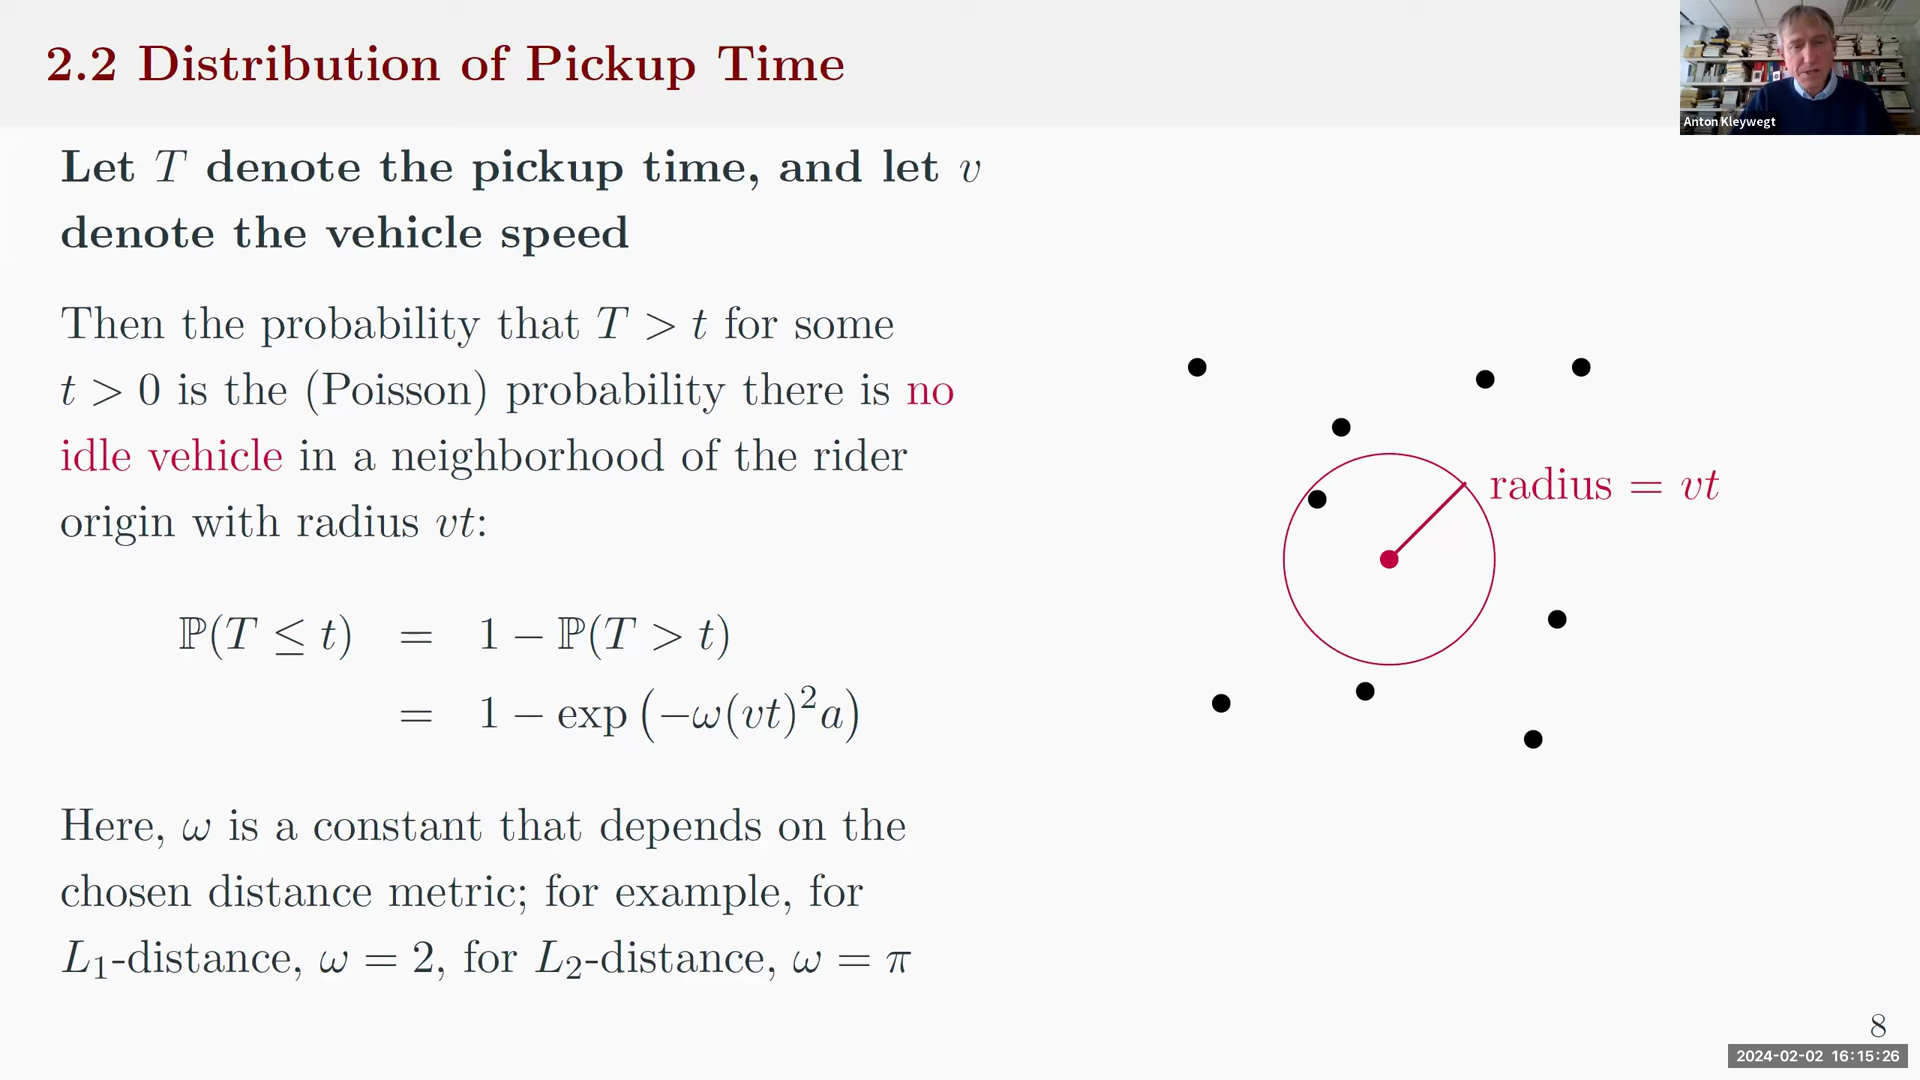 2.2 Distribution of Pickup Time
Anton Kleywegt
Let T denote the pickup time, and let v
denote the vehicle speed
Then the probability that T > t for some
t > 0 is the (Poisson) probability there is no
idle vehicle in a neighborhood of the rider
origin with radius vt:
ℙ(T ≤ t) = 1 − ℙ(T > t)
= 1 − exp (−ω(vt)²a)
Here, ω is a constant that depends on the
chosen distance metric; for example, for
L₁-distance, ω = 2, for L₂-distance, ω = π
radius = vt
8
2024-02-02 16:15:26